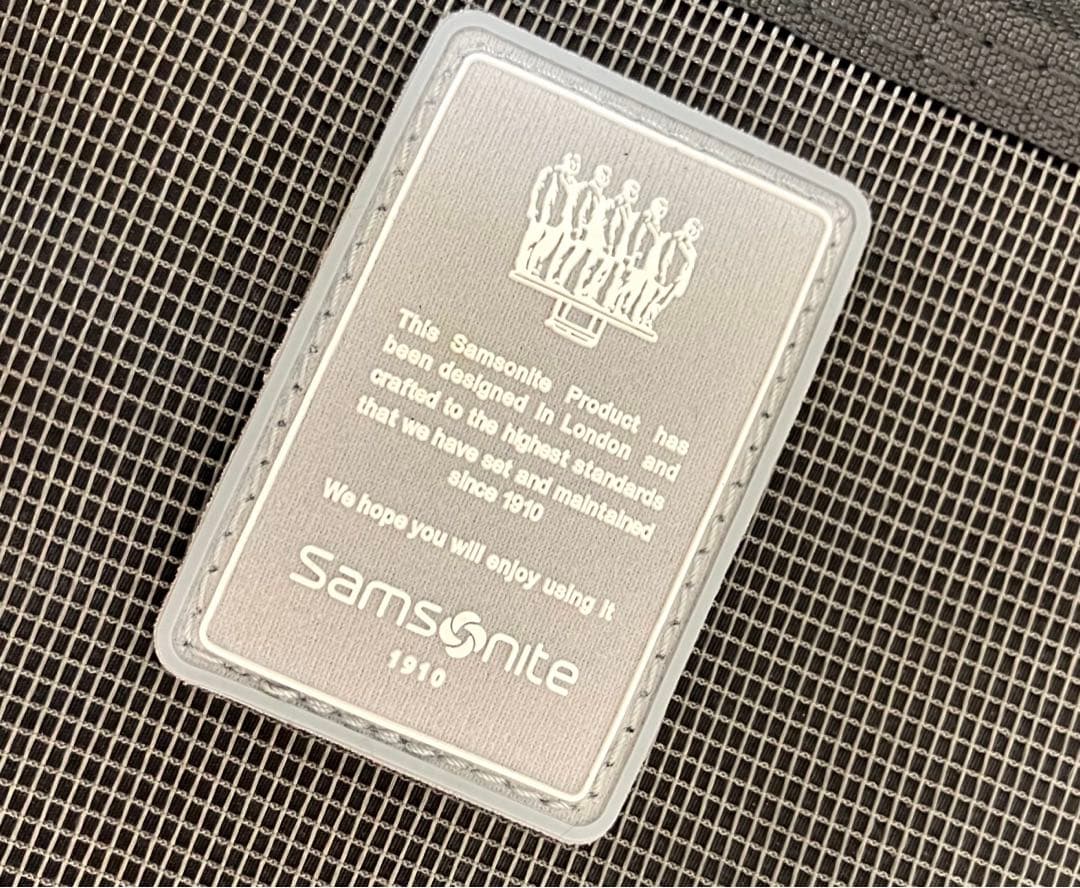 This Samsonite Product has
been designed in London and
crafted to the highest standards
that we have set and maintained
since 1910
We hope you will enjoy using it
Samsonite
1910